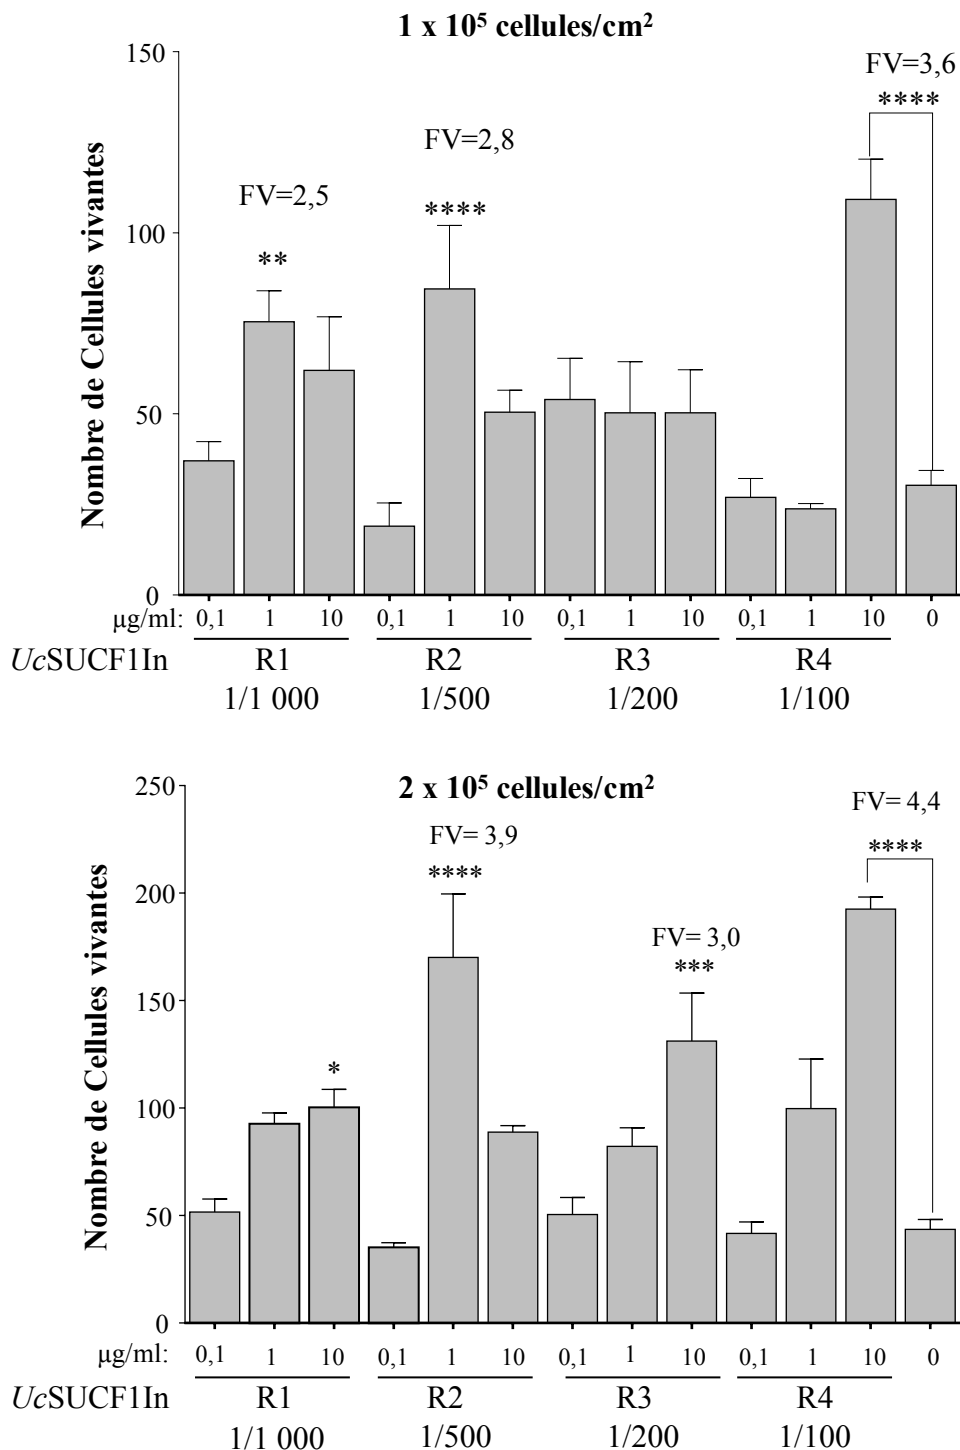 1 x 10⁵ cellules/cm²
Nombre de Cellules vivantes
150
100
50
0
FV=2,5
**
FV=2,8
****
FV=3,6
****
µg/ml: 0,1 1 10 0,1 1 10 0,1 1 10 0,1 1 10 0
UcSUCF1In R1 R2 R3 R4
1/1 000 1/500 1/200 1/100
2 x 10⁵ cellules/cm²
Nombre de Cellules vivantes
250
200
150
100
50
0
*
FV= 3,9
****
FV= 3,0
***
FV= 4,4
****
µg/ml: 0,1 1 10 0,1 1 10 0,1 1 10 0,1 1 10 0
UcSUCF1In R1 R2 R3 R4
1/1 000 1/500 1/200 1/100